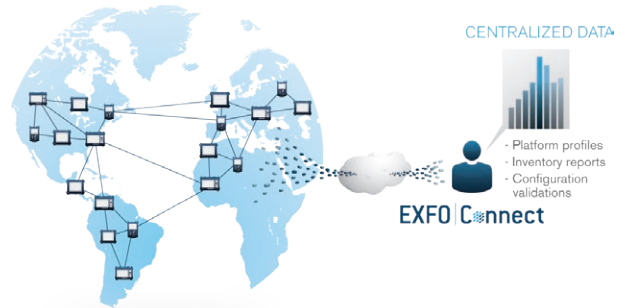 CENTRALIZED DATA
- Platform profiles
- Inventory reports
- Configuration
validations
EXFO Connect